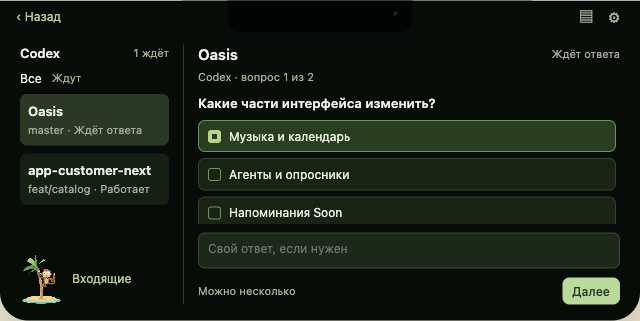 ‹ Назад
Codex
1 ждёт
Все Ждут
Oasis
master · Ждёт ответа
app-customer-next
feat/catalog · Работает
Входящие
Oasis
Ждёт ответа
Codex · вопрос 1 из 2
Какие части интерфейса изменить?
Музыка и календарь
Агенты и опросники
Напоминания Soon
Свой ответ, если нужен
Можно несколько
Далее